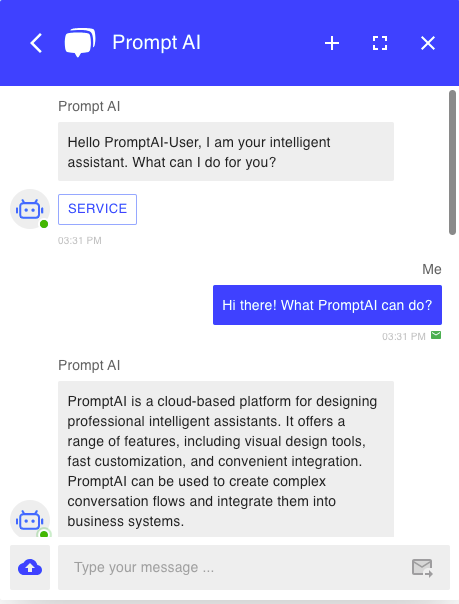 Prompt AI
Prompt AI
Hello PromptAI-User, I am your intelligent
assistant. What can I do for you?
SERVICE
03:31 PM
Me
Hi there! What PromptAI can do?
03:31 PM
Prompt AI
PromptAI is a cloud-based platform for designing
professional intelligent assistants. It offers a
range of features, including visual design tools,
fast customization, and convenient integration.
PromptAI can be used to create complex
conversation flows and integrate them into
business systems.
Type your message ...